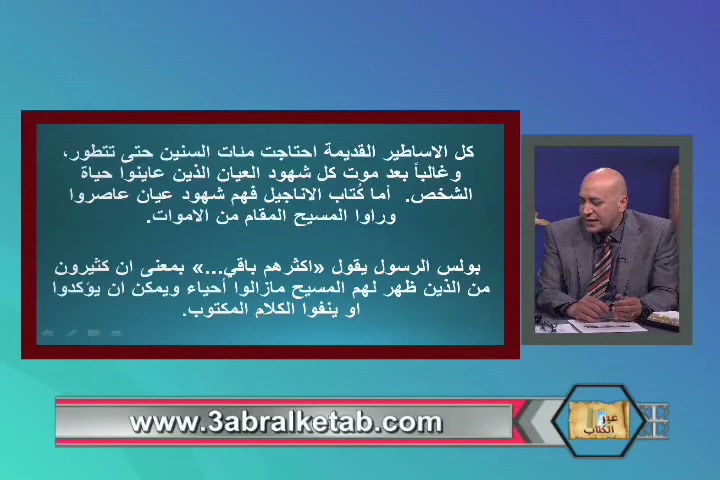 كل الاساطير القديمة احتاجت مئات السنين حتى تتطور،
وغالباً بعد موت كل شهود العيان الذين عاينوا حياة
الشخص. أما كُتاب الاناجيل فهم شهود عيان عاصروا
وراوا المسيح المقام من الاموات.
بولس الرسول يقول «اكثرهم باقي...» بمعنى ان كثيرون
من الذين ظهر لهم المسيح مازالوا أحياء ويمكن ان يؤكدوا
او ينفوا الكلام المكتوب.
www.3abralketab.com
عبر
الكتاب